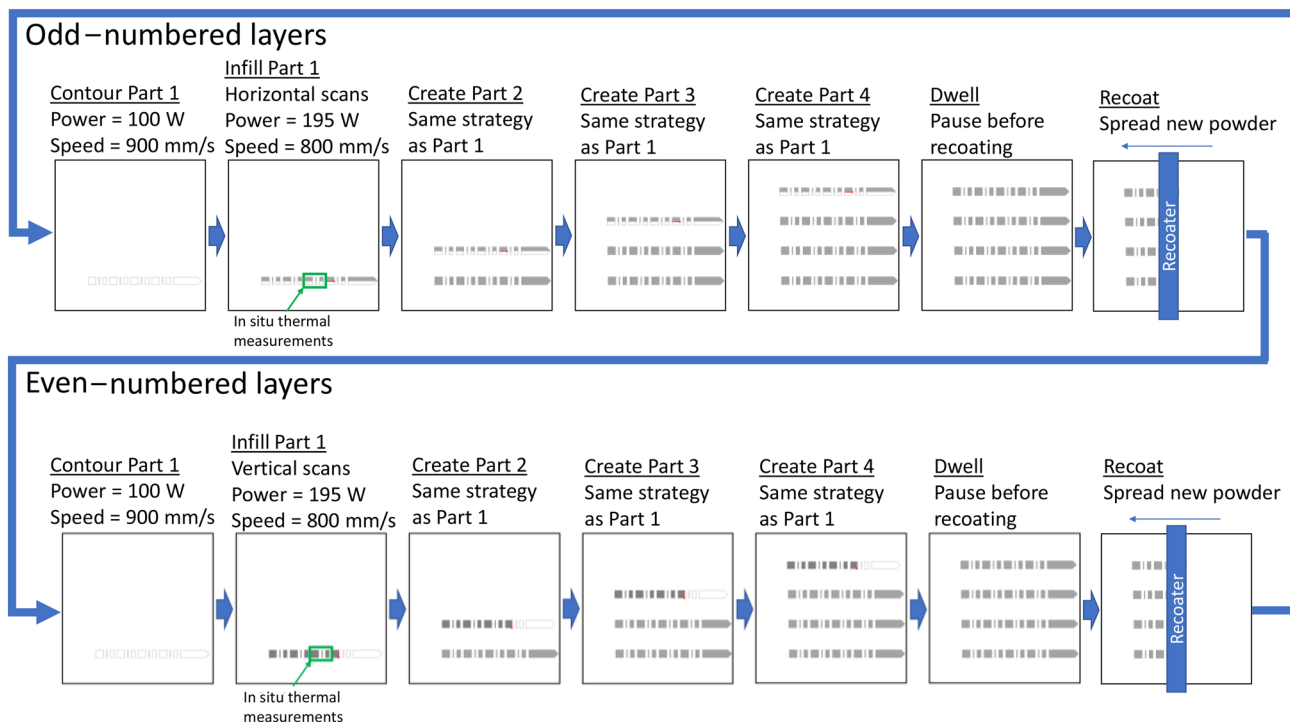 Odd–numbered layers
Contour Part 1
Power = 100 W
Speed = 900 mm/s
Infill Part 1
Horizontal scans
Power = 195 W
Speed = 800 mm/s
In situ thermal
measurements
Create Part 2
Same strategy
as Part 1
Create Part 3
Same strategy
as Part 1
Create Part 4
Same strategy
as Part 1
Dwell
Pause before
recoating
Recoat
Spread new powder
Recoater
Even–numbered layers
Contour Part 1
Power = 100 W
Speed = 900 mm/s
Infill Part 1
Vertical scans
Power = 195 W
Speed = 800 mm/s
In situ thermal
measurements
Create Part 2
Same strategy
as Part 1
Create Part 3
Same strategy
as Part 1
Create Part 4
Same strategy
as Part 1
Dwell
Pause before
recoating
Recoat
Spread new powder
Recoater